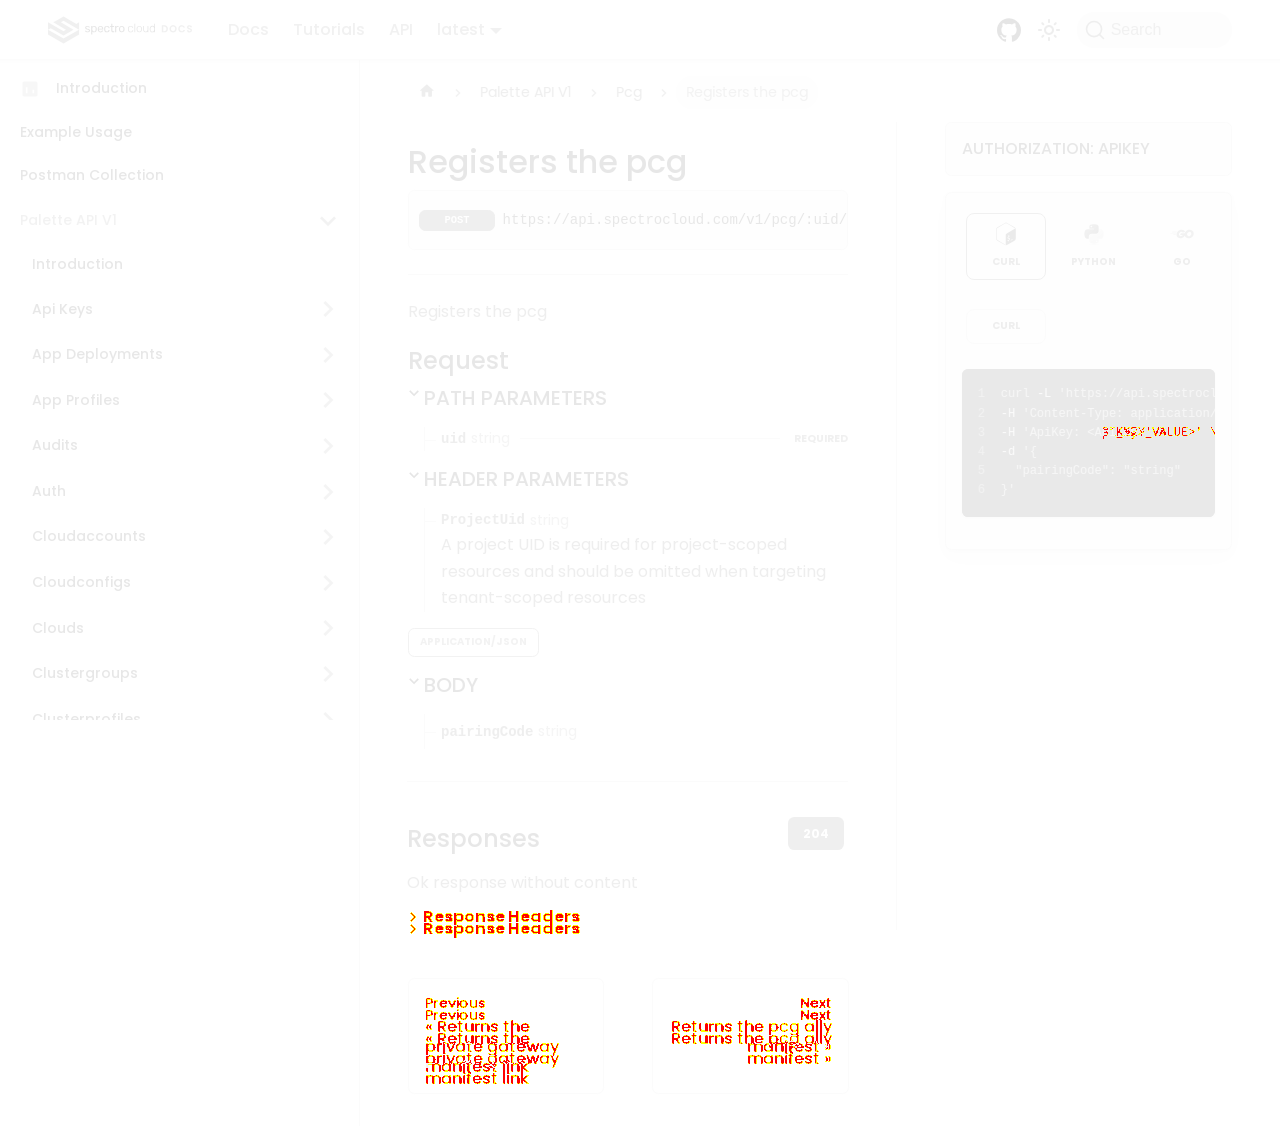 spectro cloud DOCS
Docs
Tutorials
API
latest
Search
Introduction
Example Usage
Postman Collection
Palette API V1
Introduction
Api Keys
App Deployments
App Profiles
Audits
Auth
Cloudaccounts
Cloudconfigs
Clouds
Clustergroups
Clusterprofiles
Palette API V1
Pcg
Registers the pcg
Registers the pcg
POST https://api.spectrocloud.com/v1/pcg/:uid/
Registers the pcg
Request
PATH PARAMETERS
uid string REQUIRED
HEADER PARAMETERS
ProjectUid string
A project UID is required for project-scoped
resources and should be omitted when targeting
tenant-scoped resources
APPLICATION/JSON
BODY
pairingCode string
Responses
204
Ok response without content
Response Headers
Response Headers
Previous
Previous
« Returns the
« Returns the
private gateway
private gateway
manifest link
manifest link
Next
Next
Returns the pcg ally
Returns the pcg ally
manifest »
manifest »
AUTHORIZATION: APIKEY
CURL
PYTHON
GO
GO
CURL
1 curl -L 'https://api.spectrocl
2 -H 'Content-Type: application/
3 -H 'ApiKey: VALUE>' \
4 -d '{
5 "pairingCode": "string"
6 }'